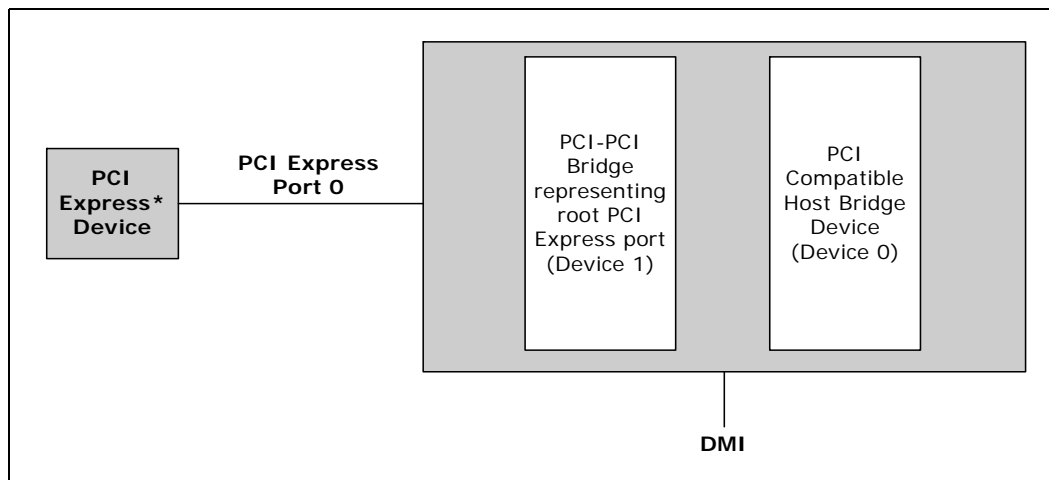 PCI
Express*
Device
PCI Express
Port 0
PCI-PCI
Bridge
representing
root PCI
Express port
(Device 1)
PCI
Compatible
Host Bridge
Device
(Device 0)
DMI